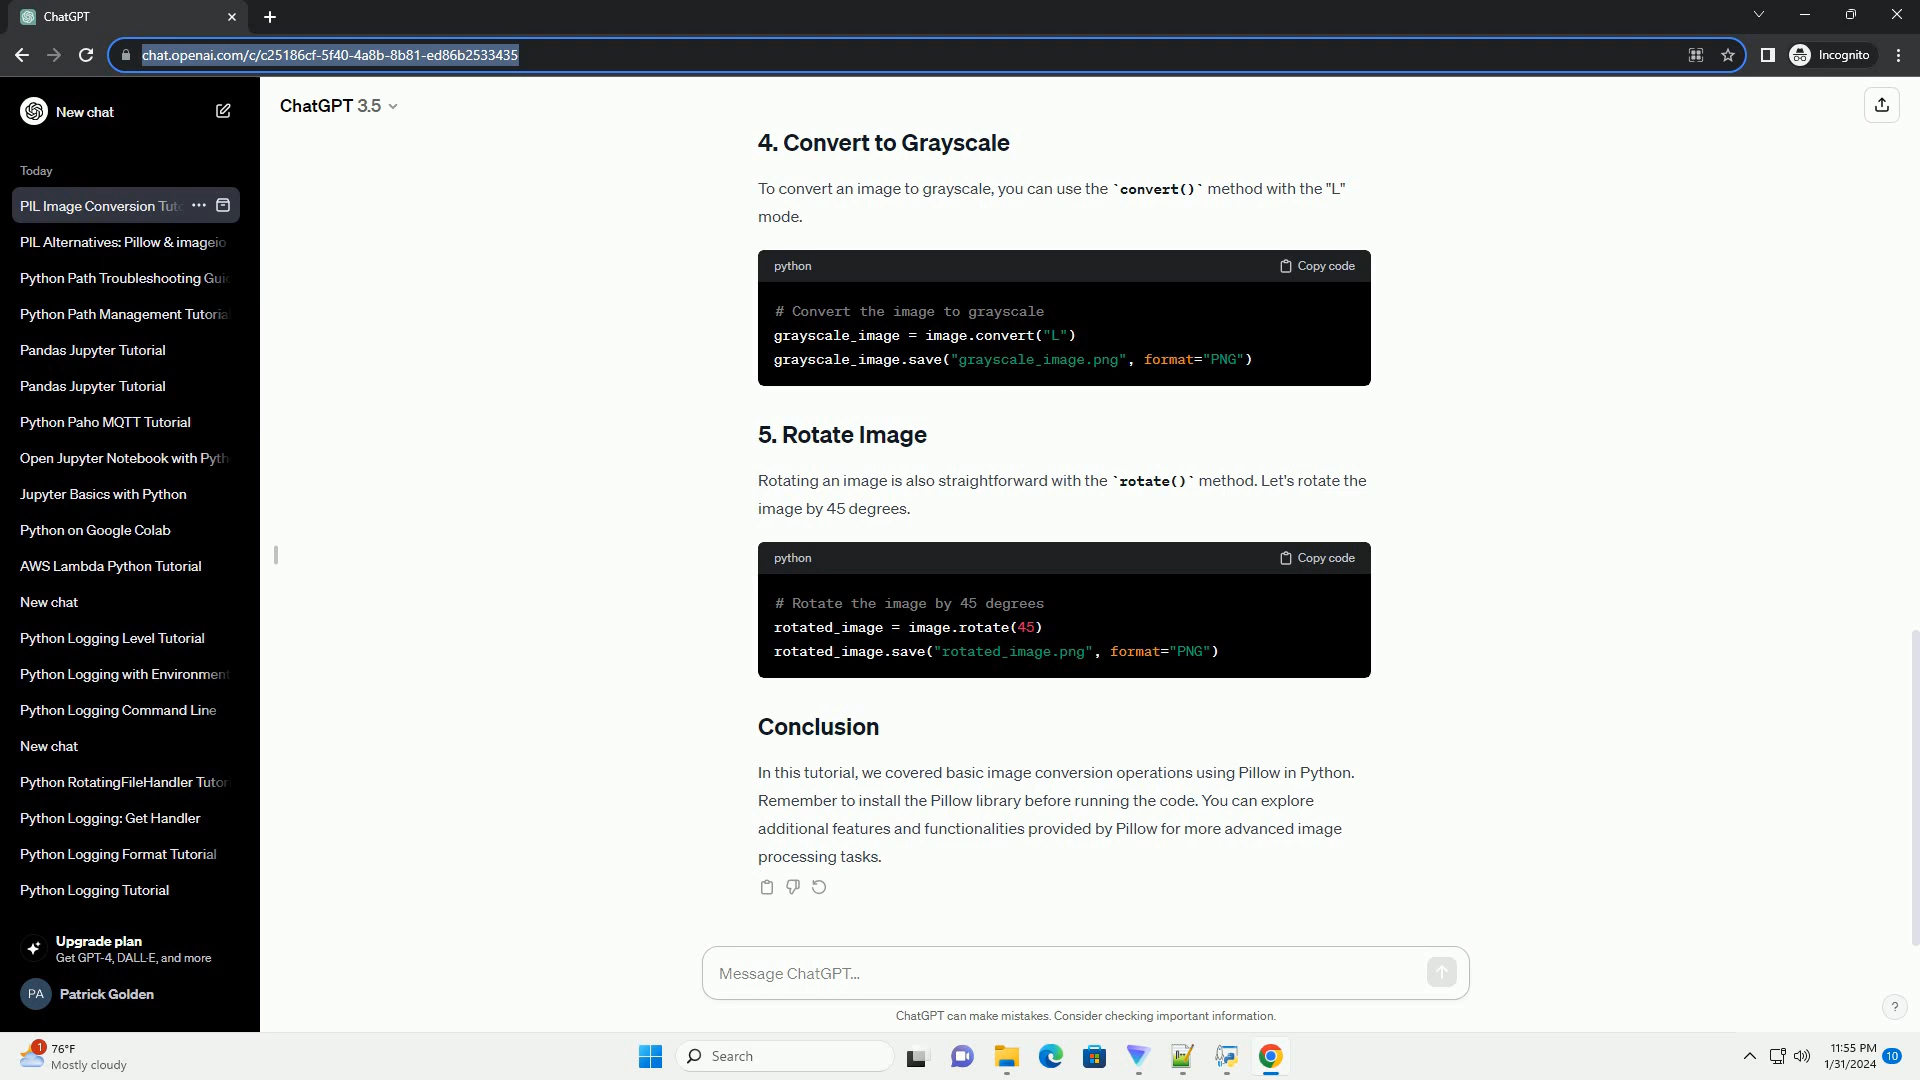 ChatGPT
chat.openai.com/c/c25186cf-5f40-4a8b-8b81-ed86b2533435
Incognito
New chat
Today
PIL Image Conversion Tuto
PIL Alternatives: Pillow & imageio
Python Path Troubleshooting Gui
Python Path Management Tutoria
Pandas Jupyter Tutorial
Pandas Jupyter Tutorial
Python Paho MQTT Tutorial
Open Jupyter Notebook with Pyth
Jupyter Basics with Python
Python on Google Colab
AWS Lambda Python Tutorial
New chat
Python Logging Level Tutorial
Python Logging with Environment
Python Logging Command Line
New chat
Python RotatingFileHandler Tutor
Python Logging: Get Handler
Python Logging Format Tutorial
Python Logging Tutorial
Upgrade plan
Get GPT-4, DALL·E, and more
PA Patrick Golden
ChatGPT 3.5
4. Convert to Grayscale
To convert an image to grayscale, you can use the `convert()` method with the "L"
mode.
python Copy code
# Convert the image to grayscale
grayscale_image = image.convert("L")
grayscale_image.save("grayscale_image.png", format="PNG")
5. Rotate Image
Rotating an image is also straightforward with the `rotate()` method. Let's rotate the
image by 45 degrees.
python Copy code
# Rotate the image by 45 degrees
rotated_image = image.rotate(45)
rotated_image.save("rotated_image.png", format="PNG")
Conclusion
In this tutorial, we covered basic image conversion operations using Pillow in Python.
Remember to install the Pillow library before running the code. You can explore
additional features and functionalities provided by Pillow for more advanced image
processing tasks.
Message ChatGPT...
ChatGPT can make mistakes. Consider checking important information.
?
1
76°F
Mostly cloudy
Search
11:55 PM
1/31/2024
10